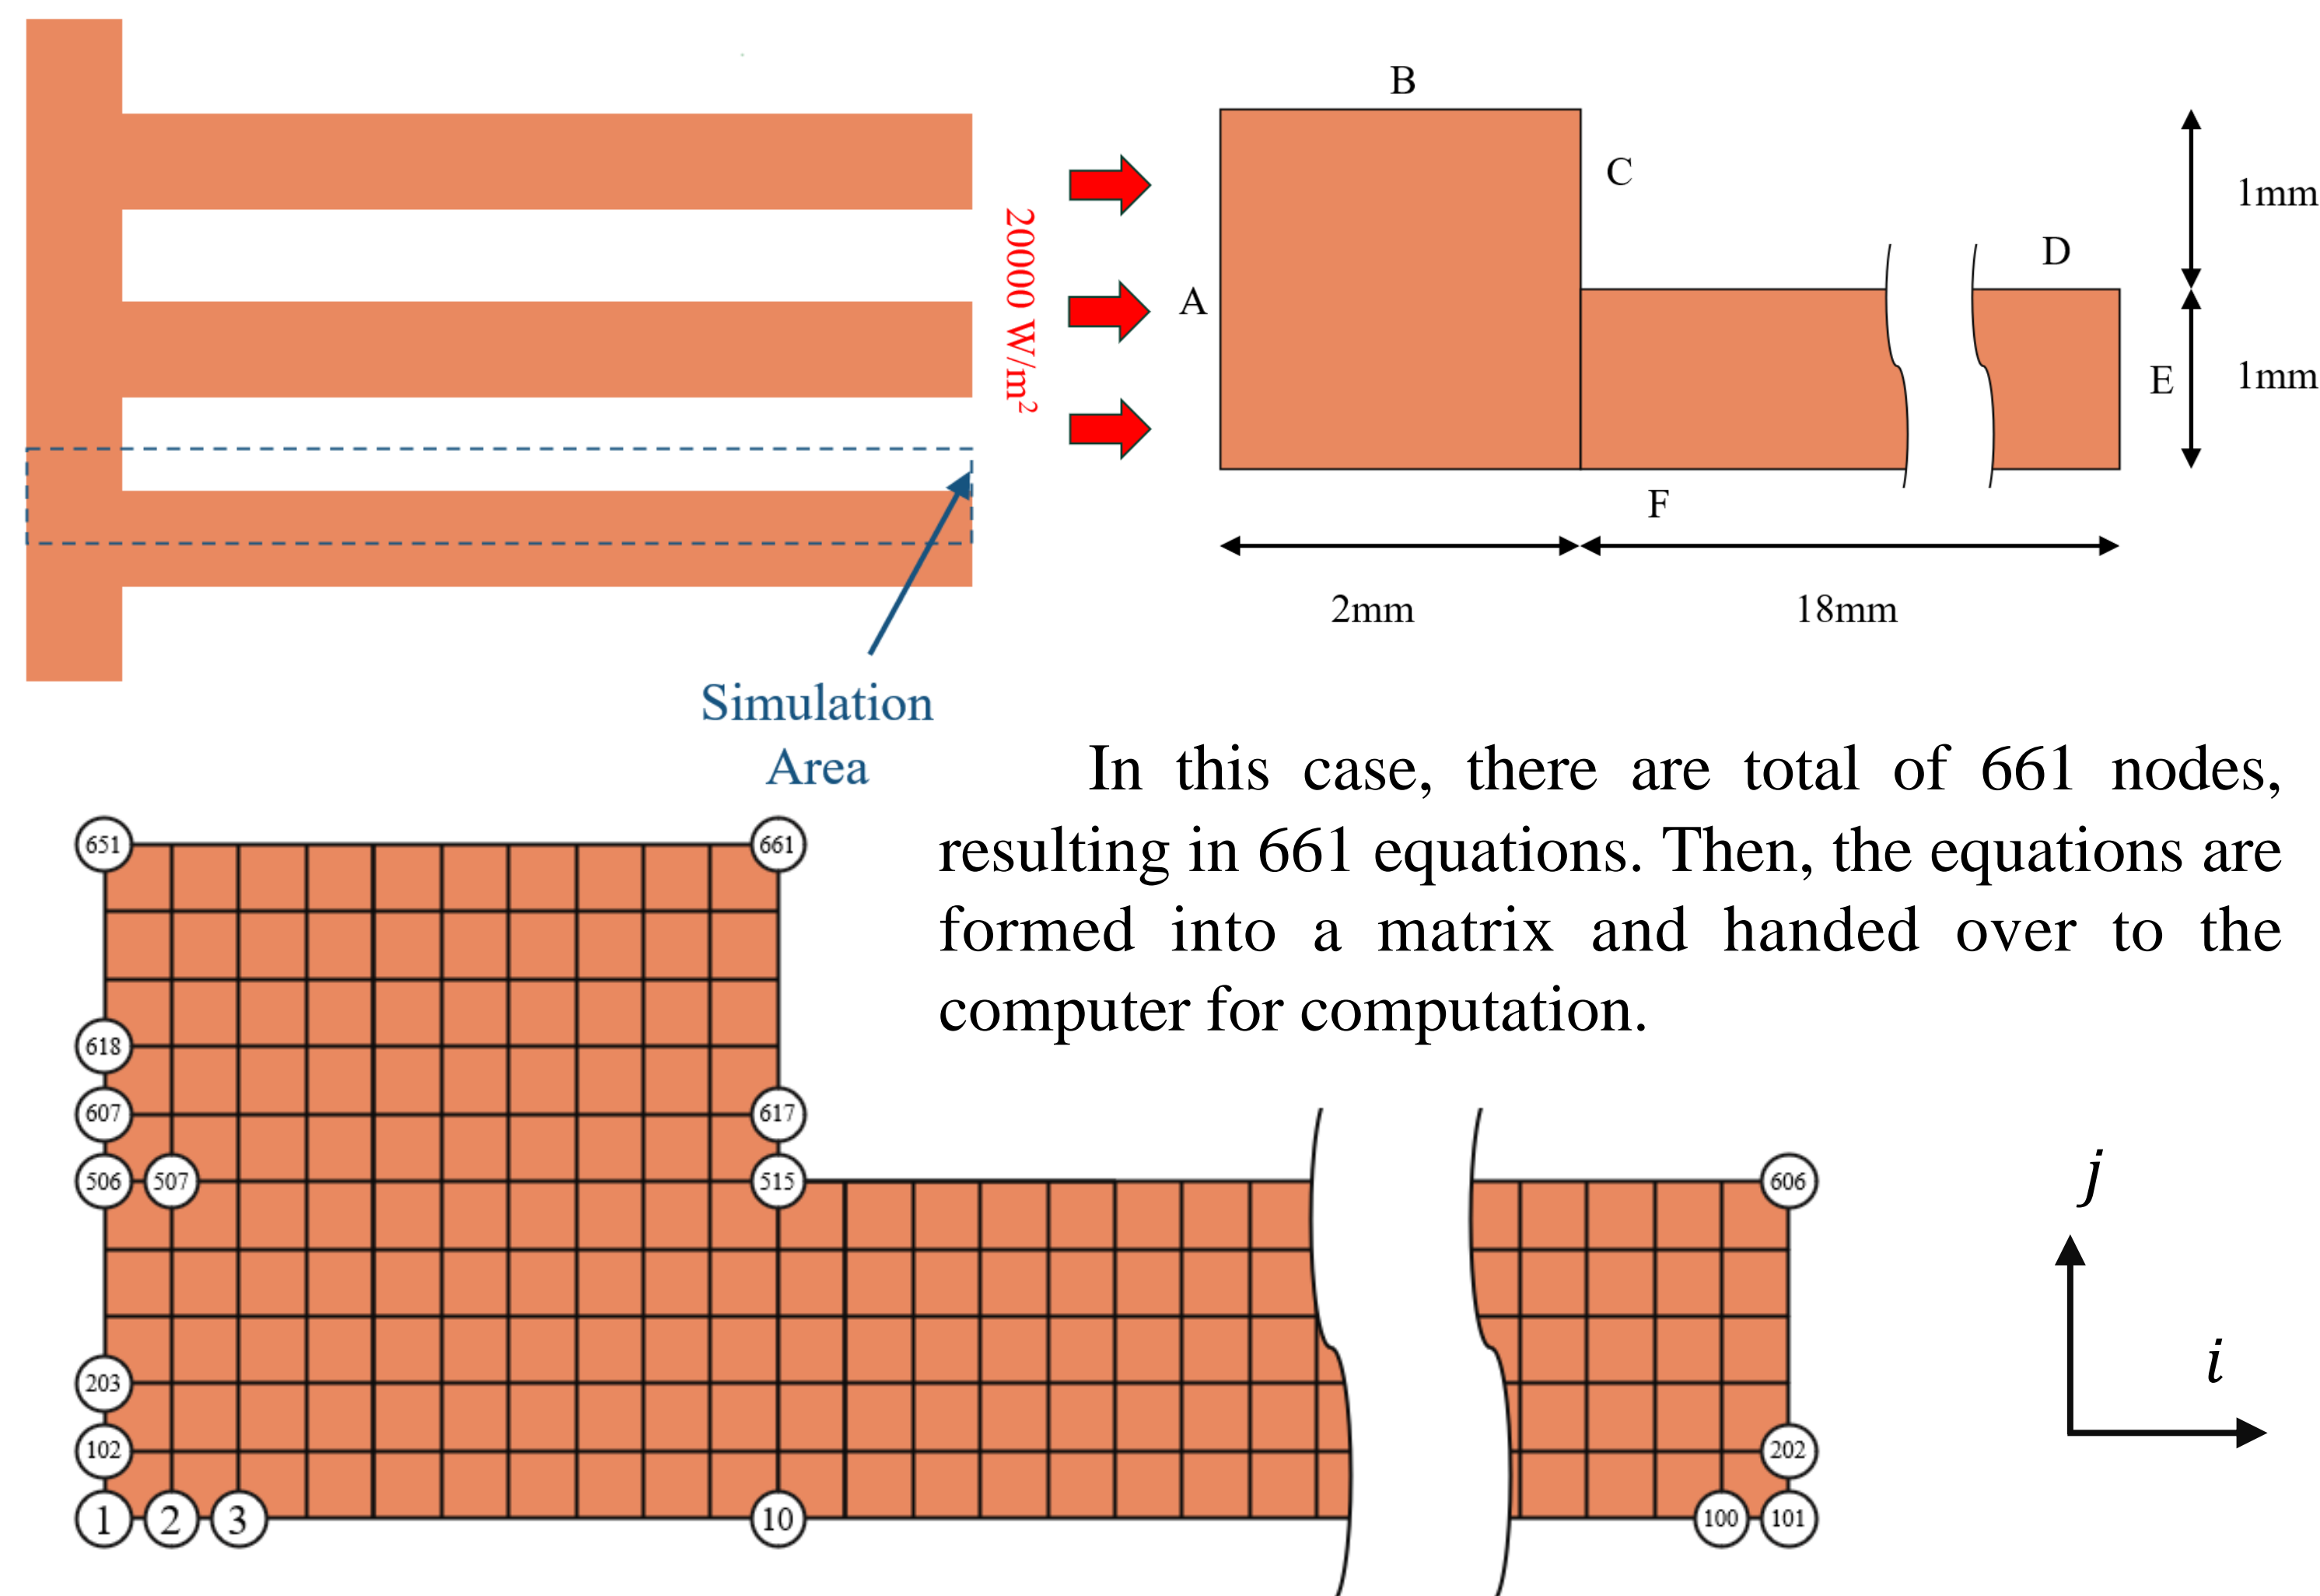 B
C
1mm
20000 W/m²
D
A
E
1mm
F
2mm
18mm
Simulation
Area
In this case, there are total of 661 nodes,
resulting in 661 equations. Then, the equations are
formed into a matrix and handed over to the
computer for computation.
651
661
618
607
617
506
507
515
606
j
203
i
102
202
1
2
3
10
100
101